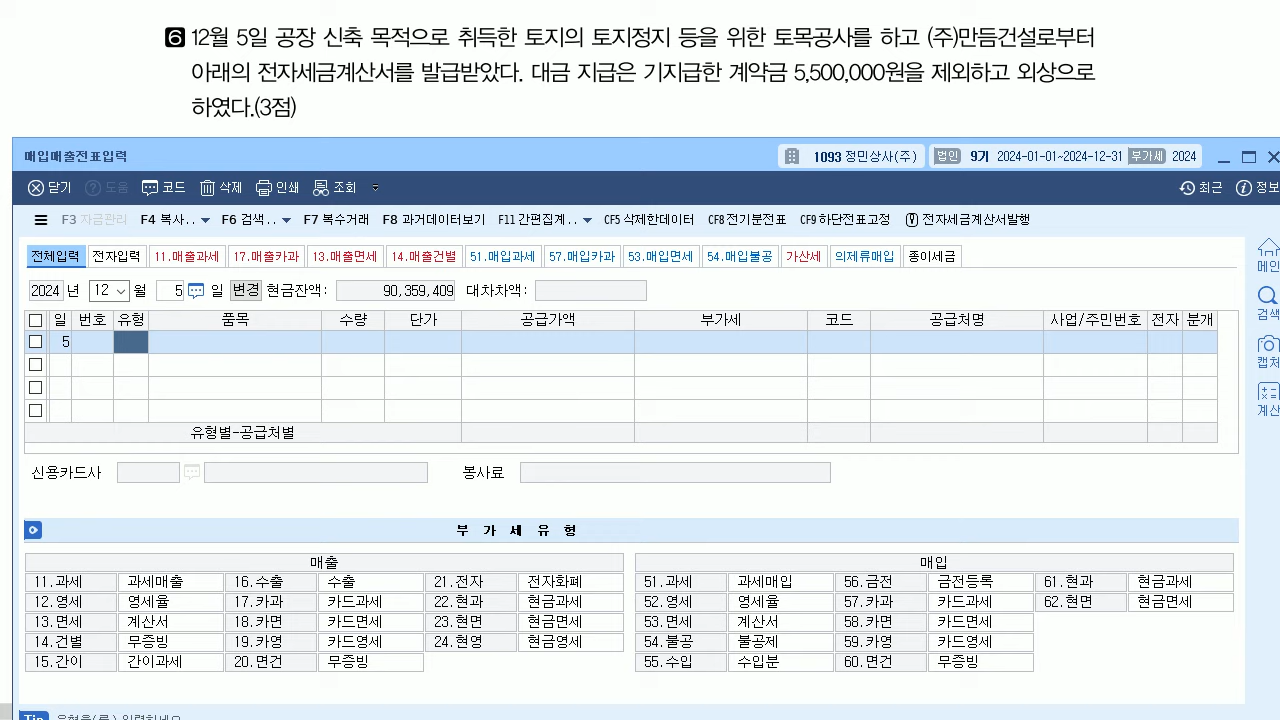 6 12월 5일 공장 신축 목적으로 취득한 토지의 토지정지 등을 위한 토목공사를 하고 (주)만듬건설로부터
아래의 전자세금계산서를 발급받았다. 대금 지급은 기지급한 계약금 5,500,000원을 제외하고 외상으로
하였다.(3점)
매입매출전표입력 1093 정민상사(주) 법인 9기 2024-01-01~2024-12-31 부가세 2024
닫기 도움 코드 삭제 인쇄 조회 최근 정보
F3 자금관리 F4 복사.. F6 검색.. F7 복수거래 F8 과거데이터보기 F11 간편집계.. CF5 삭제한데이터 CF8 전기분전표 CF9 하단전표고정 전자세금계산서발행
전체입력 전자입력 11.매출과세 17.매출카과 13.매출면세 14.매출건별 51.매입과세 57.매입카과 53.매입면세 54.매입불공 가산세 의제류매입 종이세금
메인
2024 년 12 월 5 일 변경 현금잔액: 90,359,409 대차차액:
검색
일 번호 유형 품목 수량 단가 공급가액 부가세 코드 공급처명 사업/주민번호 전자 분개
5
캡처
계산
유형별-공급처별
신용카드사 봉사료
부 가 세 유 형
매출 매입
11.과세 과세매출 16.수출 수출 21.전자 전자화폐 51.과세 과세매입 56.금전 금전등록 61.현과 현금과세
12.영세 영세율 17.카과 카드과세 22.현과 현금과세 52.영세 영세율 57.카과 카드과세 62.현면 현금면세
13.면세 계산서 18.카면 카드면세 23.현면 현금면세 53.면세 계산서 58.카면 카드면세
14.건별 무증빙 19.카영 카드영세 24.현영 현금영세 54.불공 불공제 59.카영 카드영세
15.간이 간이과세 20.면건 무증빙 55.수입 수입분 60.면건 무증빙
Tip 유형을(를) 입력하세요